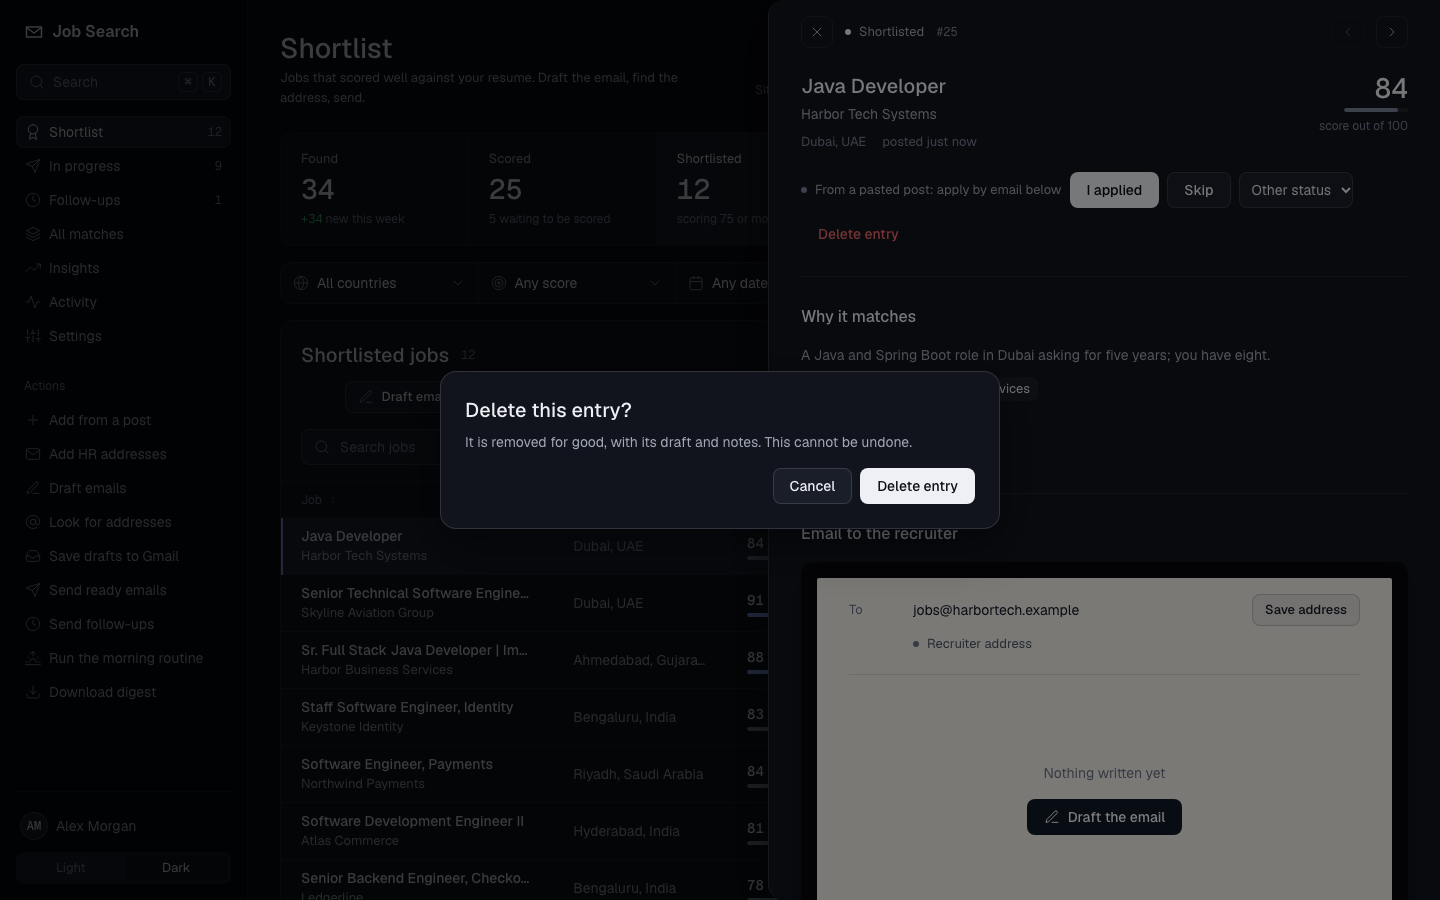 Job Search
Search ⌘ K
Shortlist 12
In progress 9
Follow-ups 1
All matches
Insights
Activity
Settings
Actions
Add from a post
Add HR addresses
Draft emails
Look for addresses
Save drafts to Gmail
Send ready emails
Send follow-ups
Run the morning routine
Download digest
AM Alex Morgan
Light Dark
Shortlist
Jobs that scored well against your resume. Draft the email, find the
address, send.
Found
34
+34 new this week
Scored
25
5 waiting to be scored
Shortlisted
12
scoring 75 or mo
All countries
Any score
Any date
Shortlisted jobs 12
Draft ema
Search jobs
Job
Java Developer
Harbor Tech Systems
Dubai, UAE
84
Senior Technical Software Engine...
Skyline Aviation Group
Dubai, UAE
91
Sr. Full Stack Java Developer | Im...
Harbor Business Services
Ahmedabad, Gujara...
88
Staff Software Engineer, Identity
Keystone Identity
Bengaluru, India
83
Software Engineer, Payments
Northwind Payments
Riyadh, Saudi Arabia
84
Software Development Engineer II
Atlas Commerce
Hyderabad, India
81
Senior Backend Engineer, Checko...
Ledgerline
Bengaluru, India
78
Shortlisted #25
Java Developer
Harbor Tech Systems
Dubai, UAE posted just now
84
score out of 100
From a pasted post: apply by email below
I applied
Skip
Other status
Delete entry
Why it matches
A Java and Spring Boot role in Dubai asking for five years; you have eight.
vices
Delete this entry?
It is removed for good, with its draft and notes. This cannot be undone.
Cancel
Delete entry
Email to the recruiter
To jobs@harbortech.example
Save address
Recruiter address
Nothing written yet
Draft the email